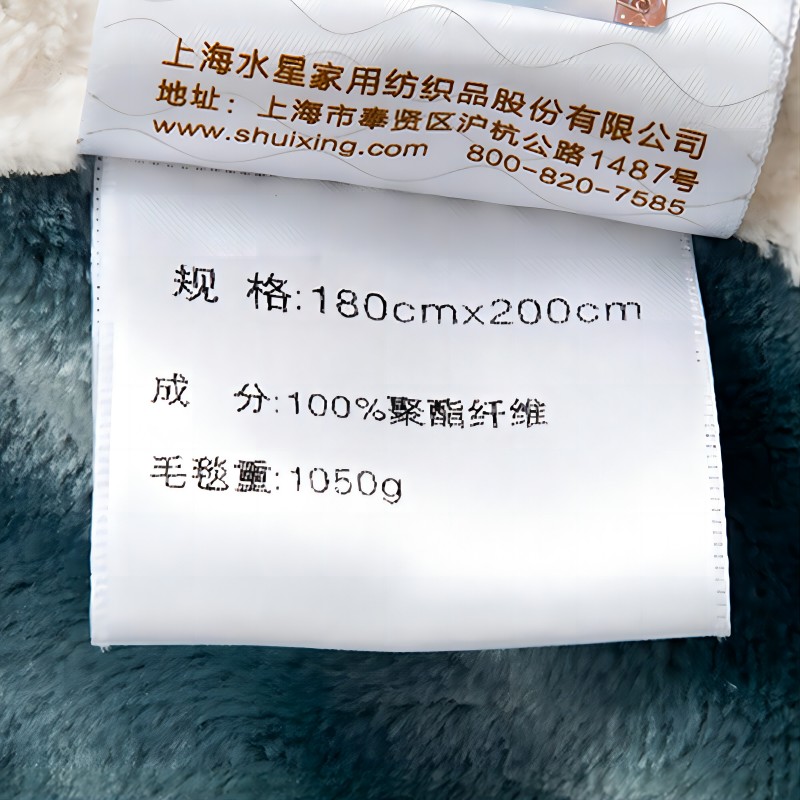 上海水星家用纺织品股份有限公司
地址：上海市奉贤区沪杭公路1487号
www.shuixing.com 800-820-7585
规 格:180cmx200cm
成 分:100%聚酯纤维
毛毯重:1050g